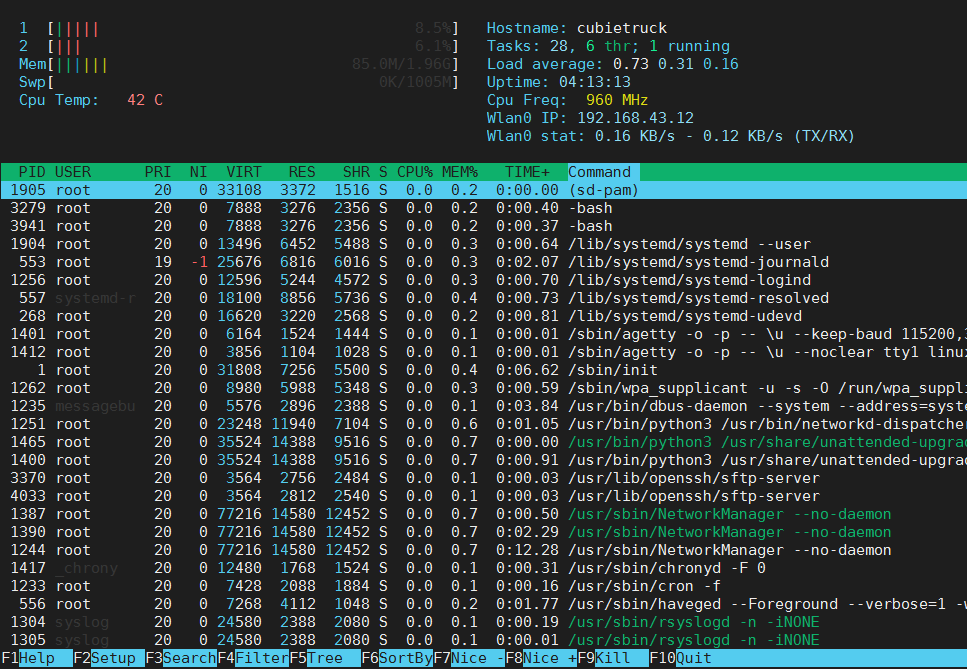 1 [||||| 8.5%] Hostname: cubietruck
2 [||| 6.1%] Tasks: 28, 6 thr; 1 running
Mem[|||||| 85.0M/1.96G] Load average: 0.73 0.31 0.16
Swp[ 0K/1005M] Uptime: 04:13:13
Cpu Temp: 42 C Cpu Freq: 960 MHz
Wlan0 IP: 192.168.43.12
Wlan0 stat: 0.16 KB/s - 0.12 KB/s (TX/RX)
PID USER PRI NI VIRT RES SHR S CPU% MEM% TIME+ Command
1905 root 20 0 33108 3372 1516 S 0.0 0.2 0:00.00 (sd-pam)
3279 root 20 0 7888 3276 2356 S 0.0 0.2 0:00.40 -bash
3941 root 20 0 7888 3276 2356 S 0.0 0.2 0:00.37 -bash
1904 root 20 0 13496 6452 5488 S 0.0 0.3 0:00.64 /lib/systemd/systemd --user
553 root 19 -1 25676 6816 6016 S 0.0 0.3 0:02.07 /lib/systemd/systemd-journald
1256 root 20 0 12596 5244 4572 S 0.0 0.3 0:00.70 /lib/systemd/systemd-logind
557 systemd-r 20 0 18100 8856 5736 S 0.0 0.4 0:00.73 /lib/systemd/systemd-resolved
268 root 20 0 16620 3220 2568 S 0.0 0.2 0:00.81 /lib/systemd/systemd-udevd
1401 root 20 0 6164 1524 1444 S 0.0 0.1 0:00.01 /sbin/agetty -o -p -- \u --keep-baud 115200,3
1412 root 20 0 3856 1104 1028 S 0.0 0.1 0:00.01 /sbin/agetty -o -p -- \u --noclear tty1 linux
1 root 20 0 31808 7256 5500 S 0.0 0.4 0:06.62 /sbin/init
1262 root 20 0 8980 5988 5348 S 0.0 0.3 0:00.59 /sbin/wpa_supplicant -u -s -O /run/wpa_suppli
1235 messagebu 20 0 5576 2896 2388 S 0.0 0.1 0:03.84 /usr/bin/dbus-daemon --system --address=syste
1251 root 20 0 23248 11940 7104 S 0.0 0.6 0:01.05 /usr/bin/python3 /usr/bin/networkd-dispatcher
1465 root 20 0 35524 14388 9516 S 0.0 0.7 0:00.00 /usr/bin/python3 /usr/share/unattended-upgrad
1400 root 20 0 35524 14388 9516 S 0.0 0.7 0:00.91 /usr/bin/python3 /usr/share/unattended-upgrad
3370 root 20 0 3564 2756 2484 S 0.0 0.1 0:00.03 /usr/lib/openssh/sftp-server
4033 root 20 0 3564 2812 2540 S 0.0 0.1 0:00.03 /usr/lib/openssh/sftp-server
1387 root 20 0 77216 14580 12452 S 0.0 0.7 0:00.50 /usr/sbin/NetworkManager --no-daemon
1390 root 20 0 77216 14580 12452 S 0.0 0.7 0:02.29 /usr/sbin/NetworkManager --no-daemon
1244 root 20 0 77216 14580 12452 S 0.0 0.7 0:12.28 /usr/sbin/NetworkManager --no-daemon
1417 _chrony 20 0 12480 1768 1524 S 0.0 0.1 0:00.31 /usr/sbin/chronyd -F 0
1233 root 20 0 7428 2088 1884 S 0.0 0.1 0:00.16 /usr/sbin/cron -f
556 root 20 0 7268 4112 1048 S 0.0 0.2 0:01.77 /usr/sbin/haveged --Foreground --verbose=1 -w
1304 syslog 20 0 24580 2388 2080 S 0.0 0.1 0:00.19 /usr/sbin/rsyslogd -n -iNONE
1305 syslog 20 0 24580 2388 2080 S 0.0 0.1 0:00.01 /usr/sbin/rsyslogd -n -iNONE
F1Help F2Setup F3SearchF4FilterF5Tree F6SortByF7Nice -F8Nice +F9Kill F10Quit